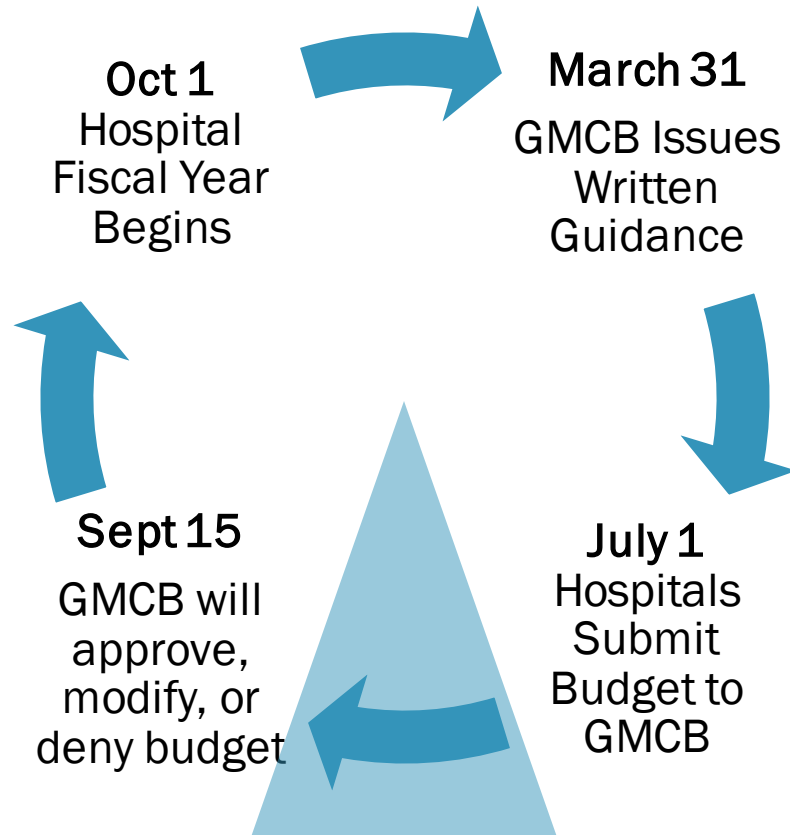 Oct 1
Hospital
Fiscal Year
Begins
March 31
GMCB Issues
Written
Guidance
July 1
Hospitals
Submit
Budget to
GMCB
Sept 15
GMCB will
approve,
modify, or
deny budget